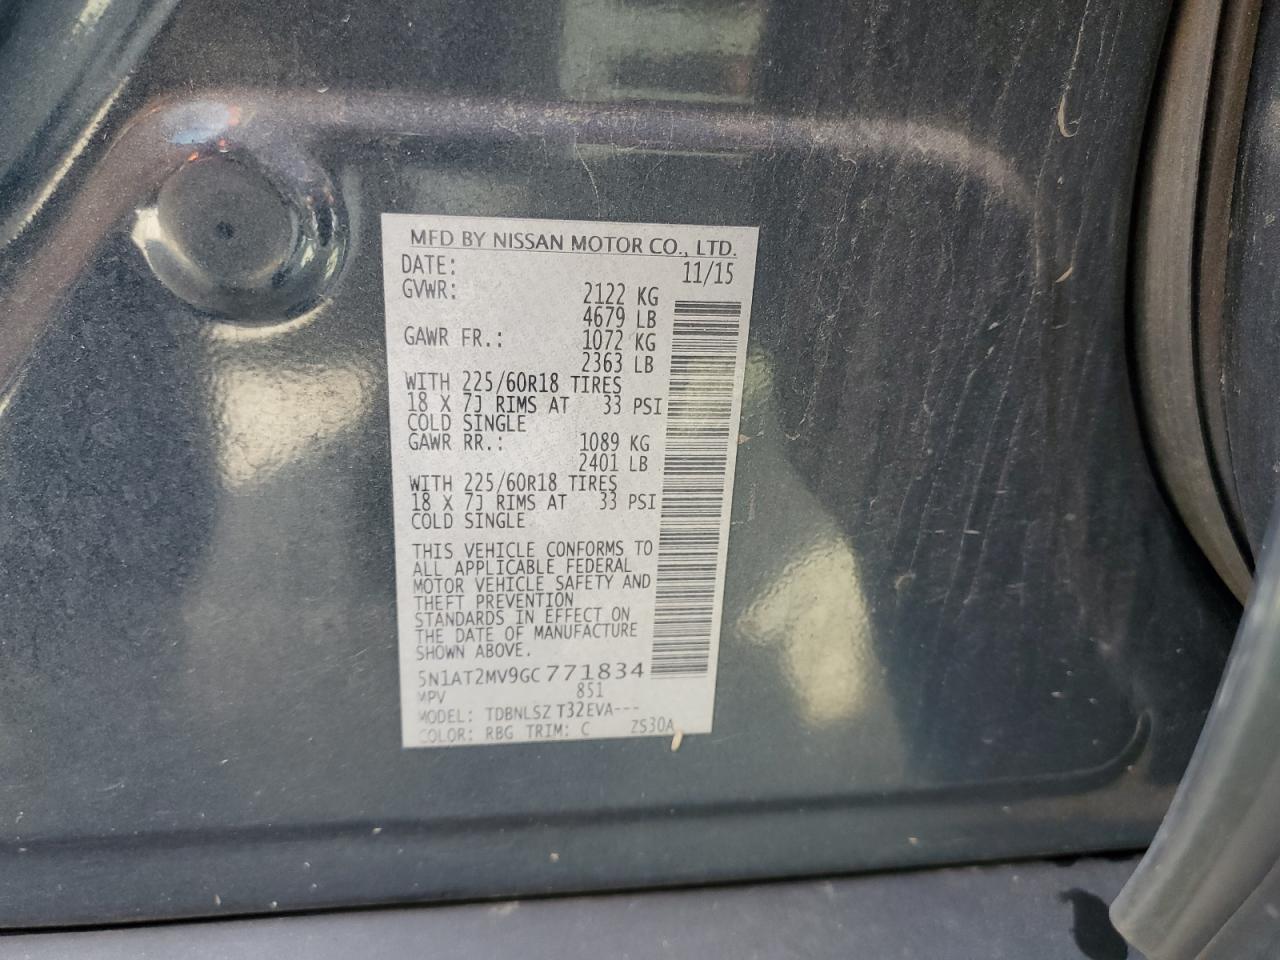 MFD BY NISSAN MOTOR CO., LTD.
DATE: 11/15
GVWR: 2122 KG
4679 LB
GAWR FR.: 1072 KG
2363 LB
WITH 225/60R18 TIRES
18 X 7J RIMS AT 33 PSI
COLD SINGLE
GAWR RR.: 1089 KG
2401 LB
WITH 225/60R18 TIRES
18 X 7J RIMS AT 33 PSI
COLD SINGLE
THIS VEHICLE CONFORMS TO
ALL APPLICABLE FEDERAL
MOTOR VEHICLE SAFETY AND
THEFT PREVENTION
STANDARDS IN EFFECT ON
THE DATE OF MANUFACTURE
SHOWN ABOVE.
5N1AT2MV9GC771834
MPV 851
MODEL: TDBNLSZ T32EVA---
COLOR: RBG TRIM: C ZS30A